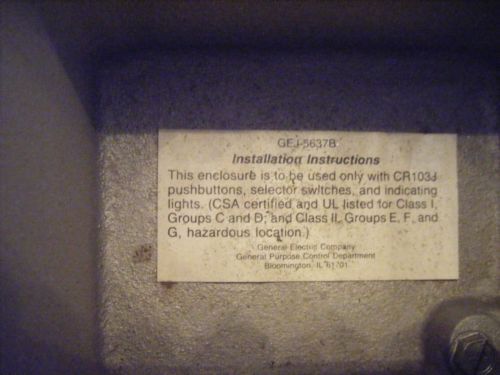 GEJ-5637B
Installation Instructions
This enclosure is to be used only with CR103J
pushbuttons, selector switches, and indicating
lights. (CSA certified and UL listed for Class I,
Groups C and D, and Class II, Groups E, F, and
G, hazardous location.)
General Electric Company
General Purpose Control Department
Bloomington, IL 61701